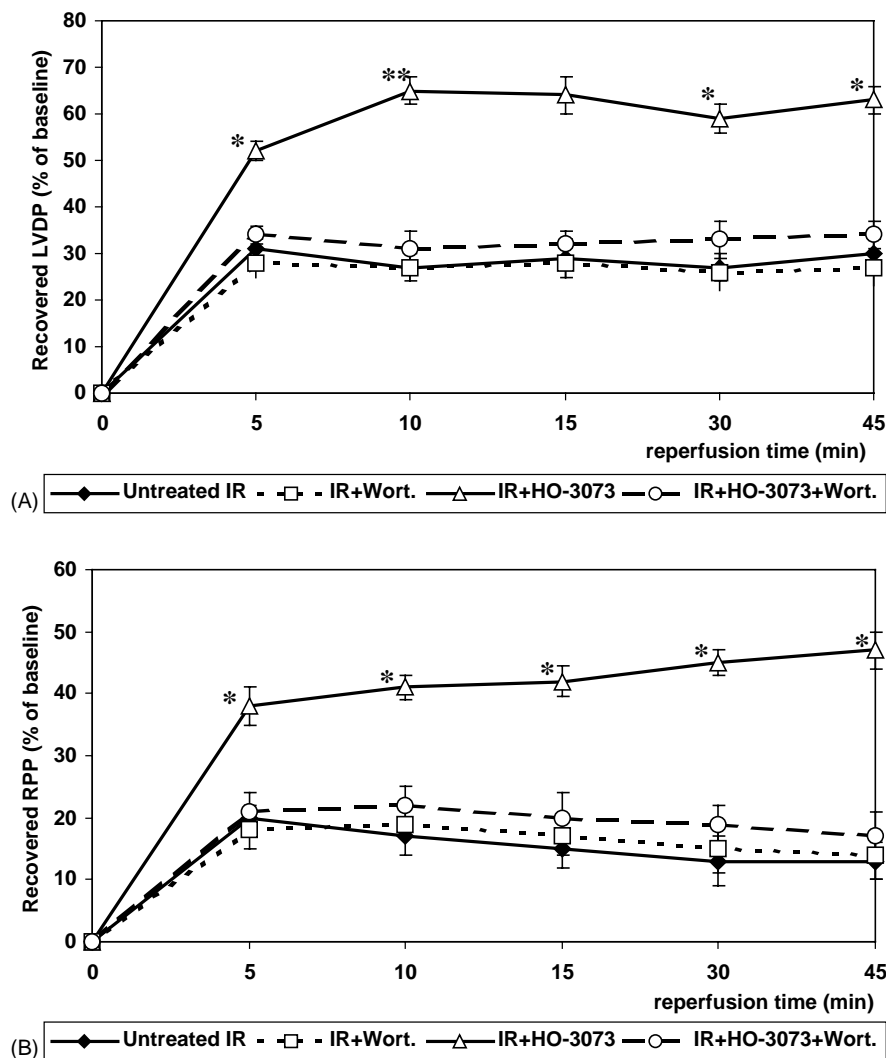 80
70
60
50
40
30
20
10
0
Recovered LVDP (% of baseline)
* ** * *
0 5 10 15 30 45
reperfusion time (min)
(A) Untreated IR IR+Wort. IR+HO-3073 IR+HO-3073+Wort.
60
50
40
30
20
10
0
Recovered RPP (% of baseline)
* * * * *
0 5 10 15 30 45
reperfusion time (min)
(B) Untreated IR IR+Wort. IR+HO-3073 IR+HO-3073+Wort.